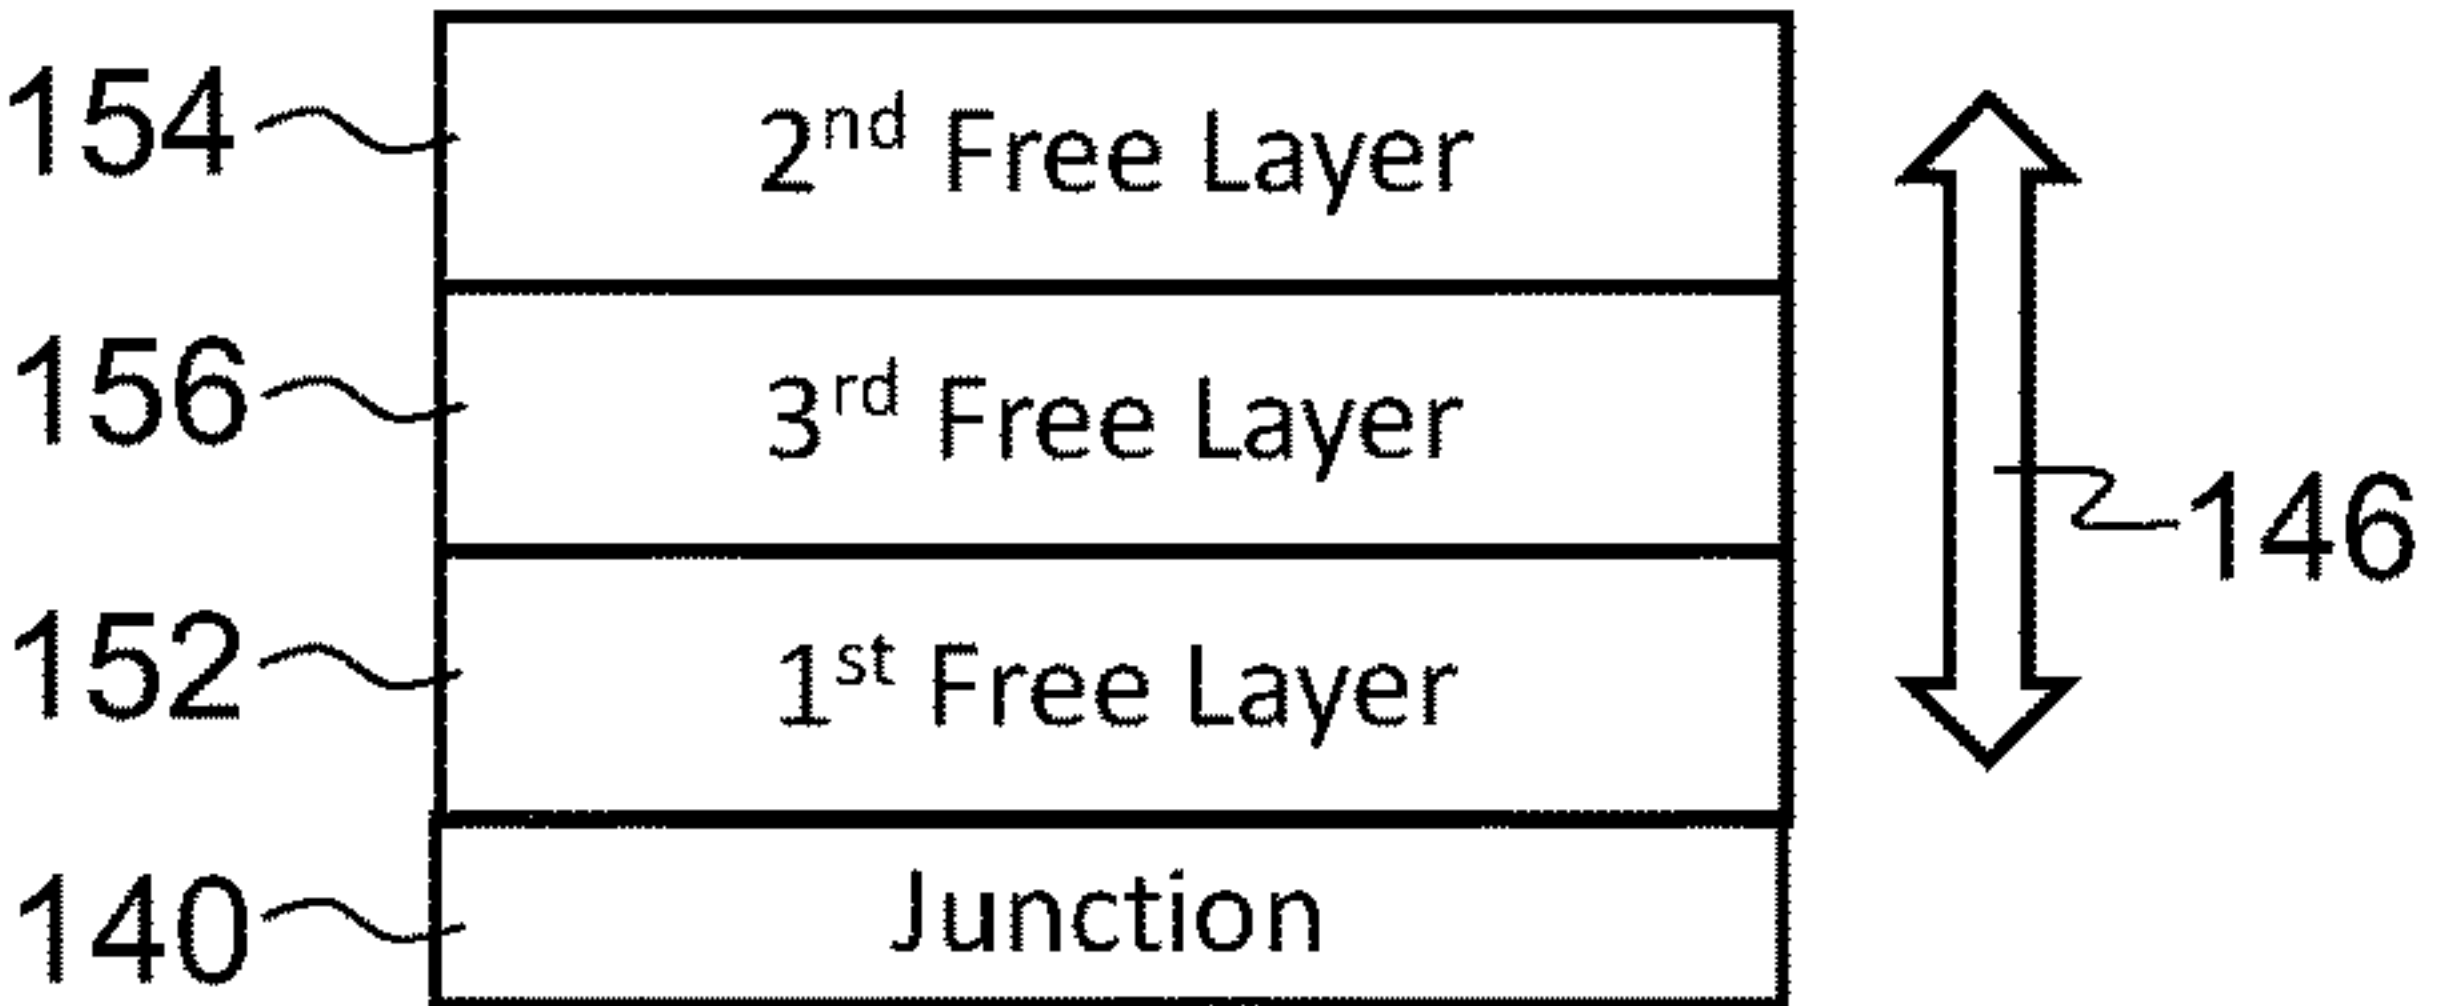 154 2nd Free Layer
156 3rd Free Layer
146
152 1st Free Layer
140 Junction